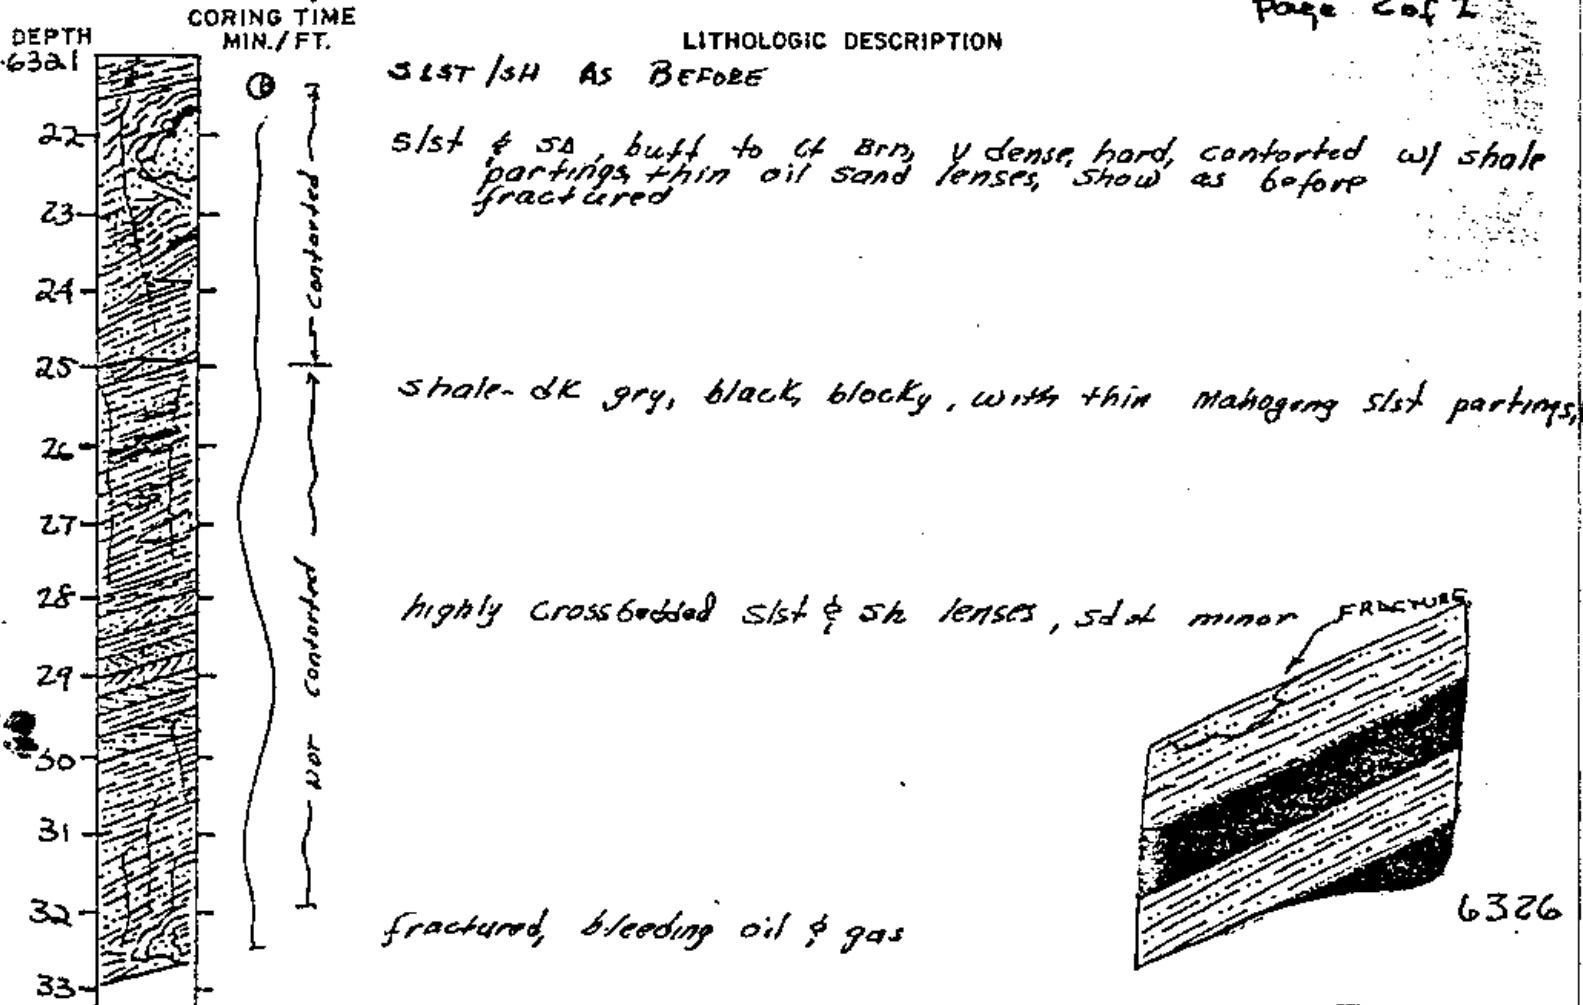 Page 2 of 2
CORING TIME
DEPTH MIN./FT. LITHOLOGIC DESCRIPTION
6321
SLST/SH AS BEFORE
22
slst & sd, buff to Lt Brn, v dense, hard, contorted w/ shale
partings, thin oil sand lenses, show as before
fractured
23
Contorted
24
25
shale- dk gry, black, blocky, with thin Mahogeng slst partings,
26
27
28
highly crossbedded slst & sh lenses, minor
FRACTURE
29
Not Contorted
30
31
32
6326
fractured, bleeding oil & gas
33